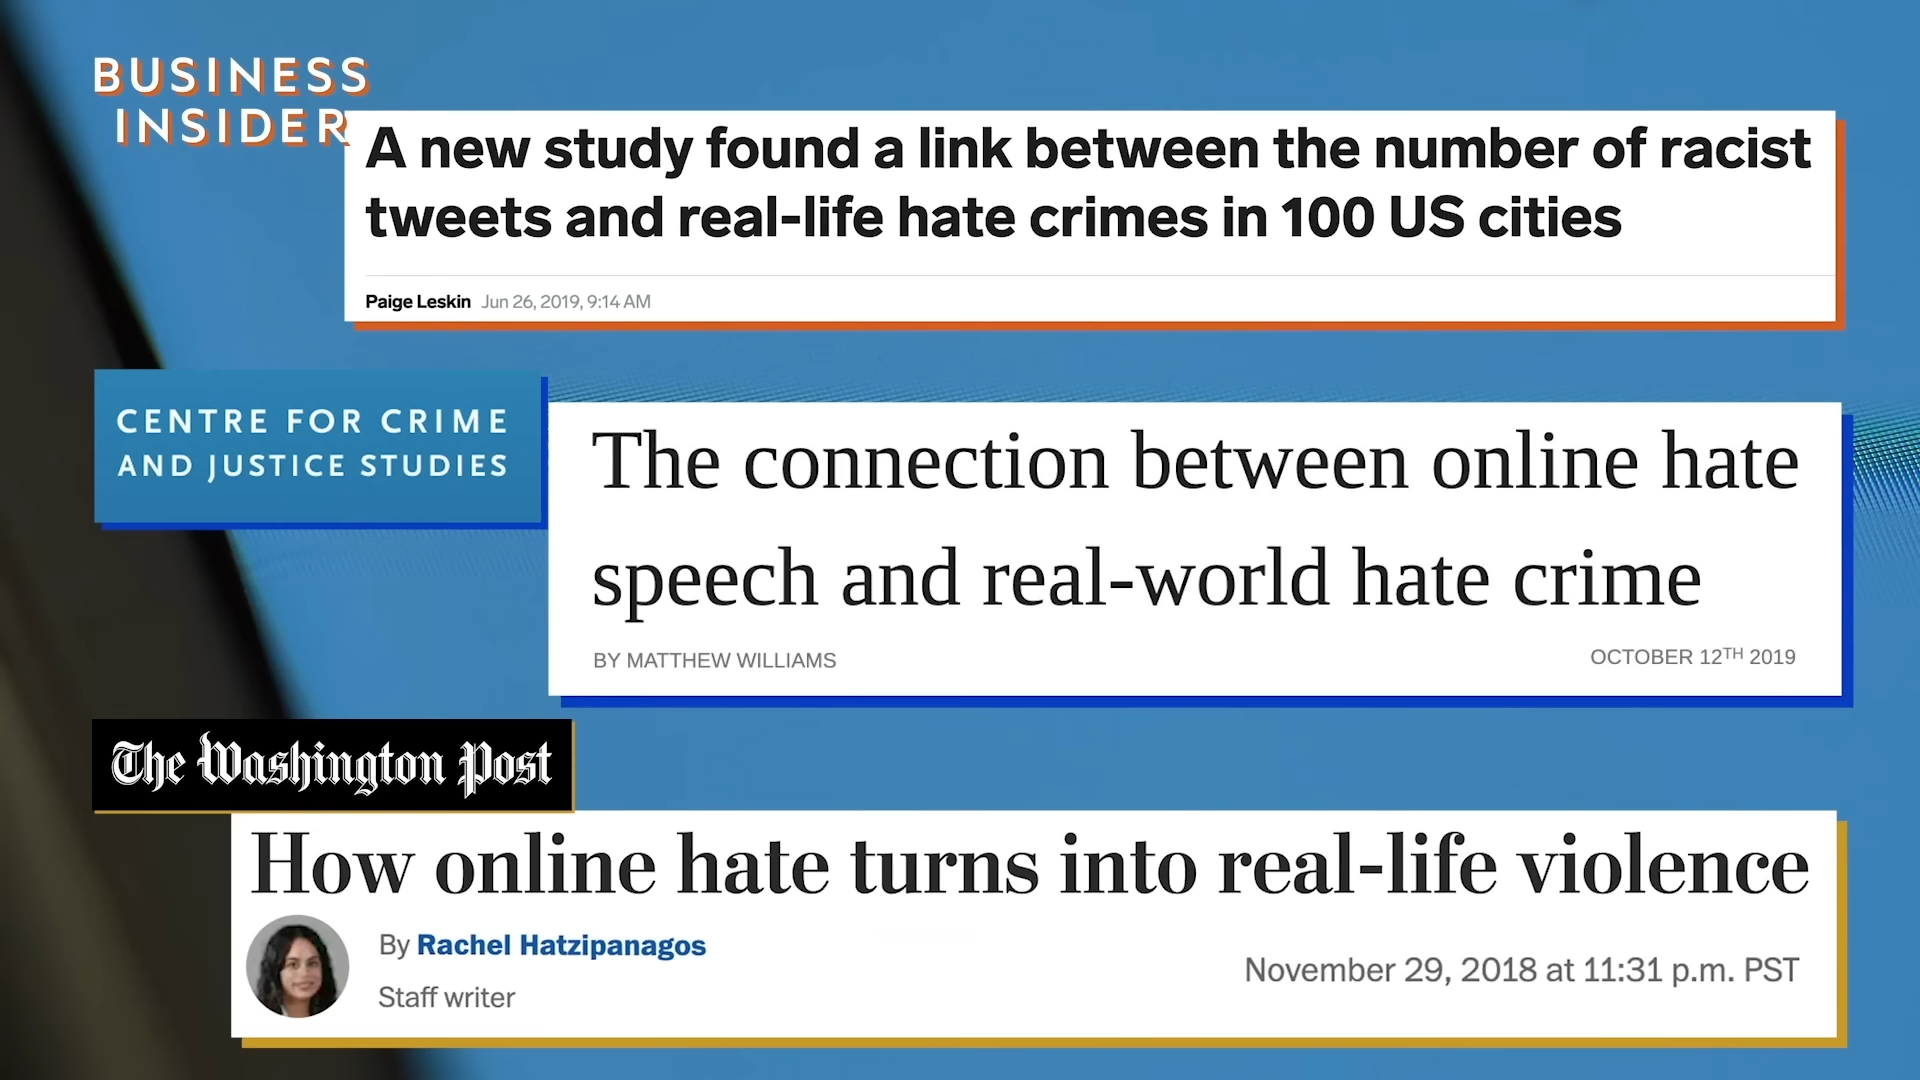 BUSINESS
INSIDER
A new study found a link between the number of racist
tweets and real-life hate crimes in 100 US cities
Paige Leskin Jun 26, 2019, 9:14 AM
CENTRE FOR CRIME
AND JUSTICE STUDIES
The connection between online hate
speech and real-world hate crime
BY MATTHEW WILLIAMS
OCTOBER 12TH 2019
The Washington Post
How online hate turns into real-life violence
By Rachel Hatzipanagos
Staff writer
November 29, 2018 at 11:31 p.m. PST